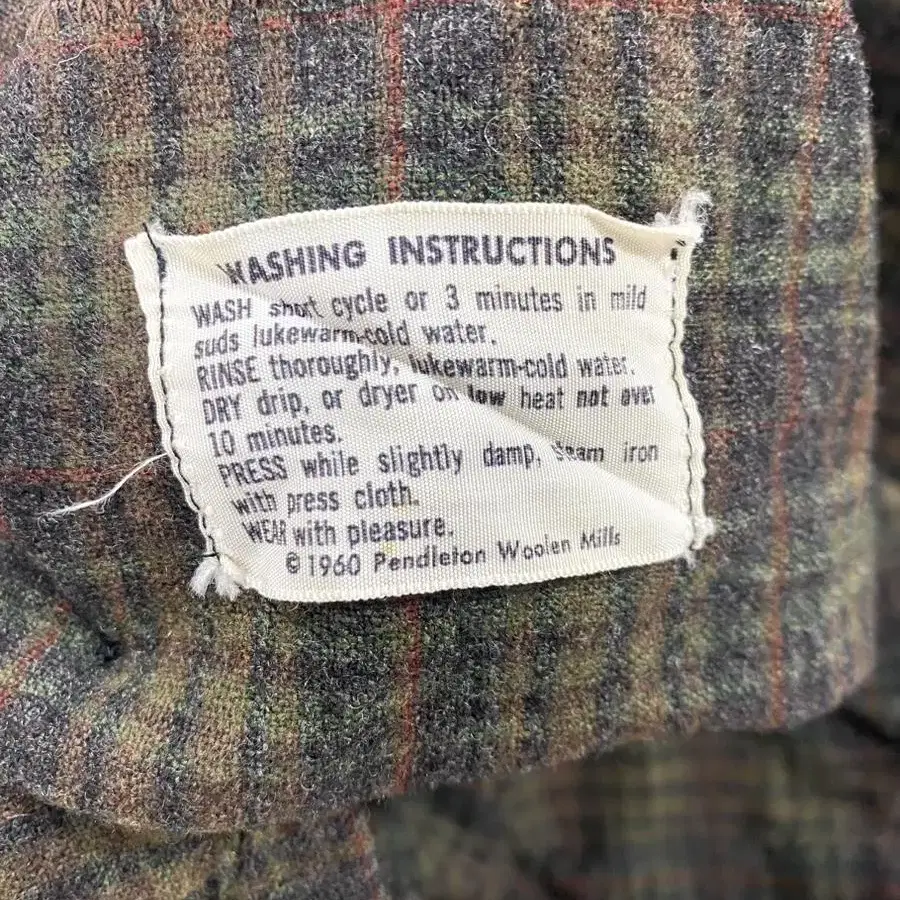 WASHING INSTRUCTIONS
WASH short cycle or 3 minutes in mild
suds lukewarm-cold water.
RINSE thoroughly, lukewarm-cold water.
DRY drip, or dryer on low heat not over
10 minutes.
PRESS while slightly damp, steam iron
with press cloth.
WEAR with pleasure.
©1960 Pendleton Woolen Mills